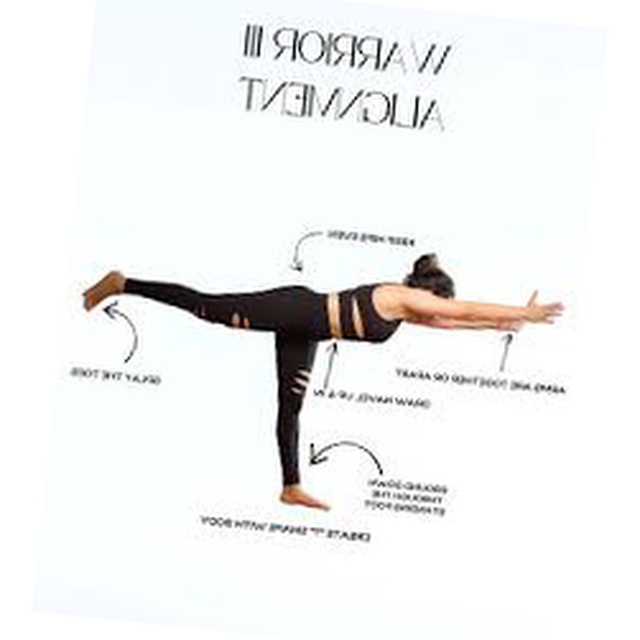 WARRIOR III
ALIGNMENT
KEEP HIPS EVEN
RELAX THE TOES
ARMS ARE TOGETHER OR APART
DRAW NAVEL UP & IN
GROUND DOWN
THROUGH THE
STANDING FOOT
CREATE "T" SHAPE WITH BODY